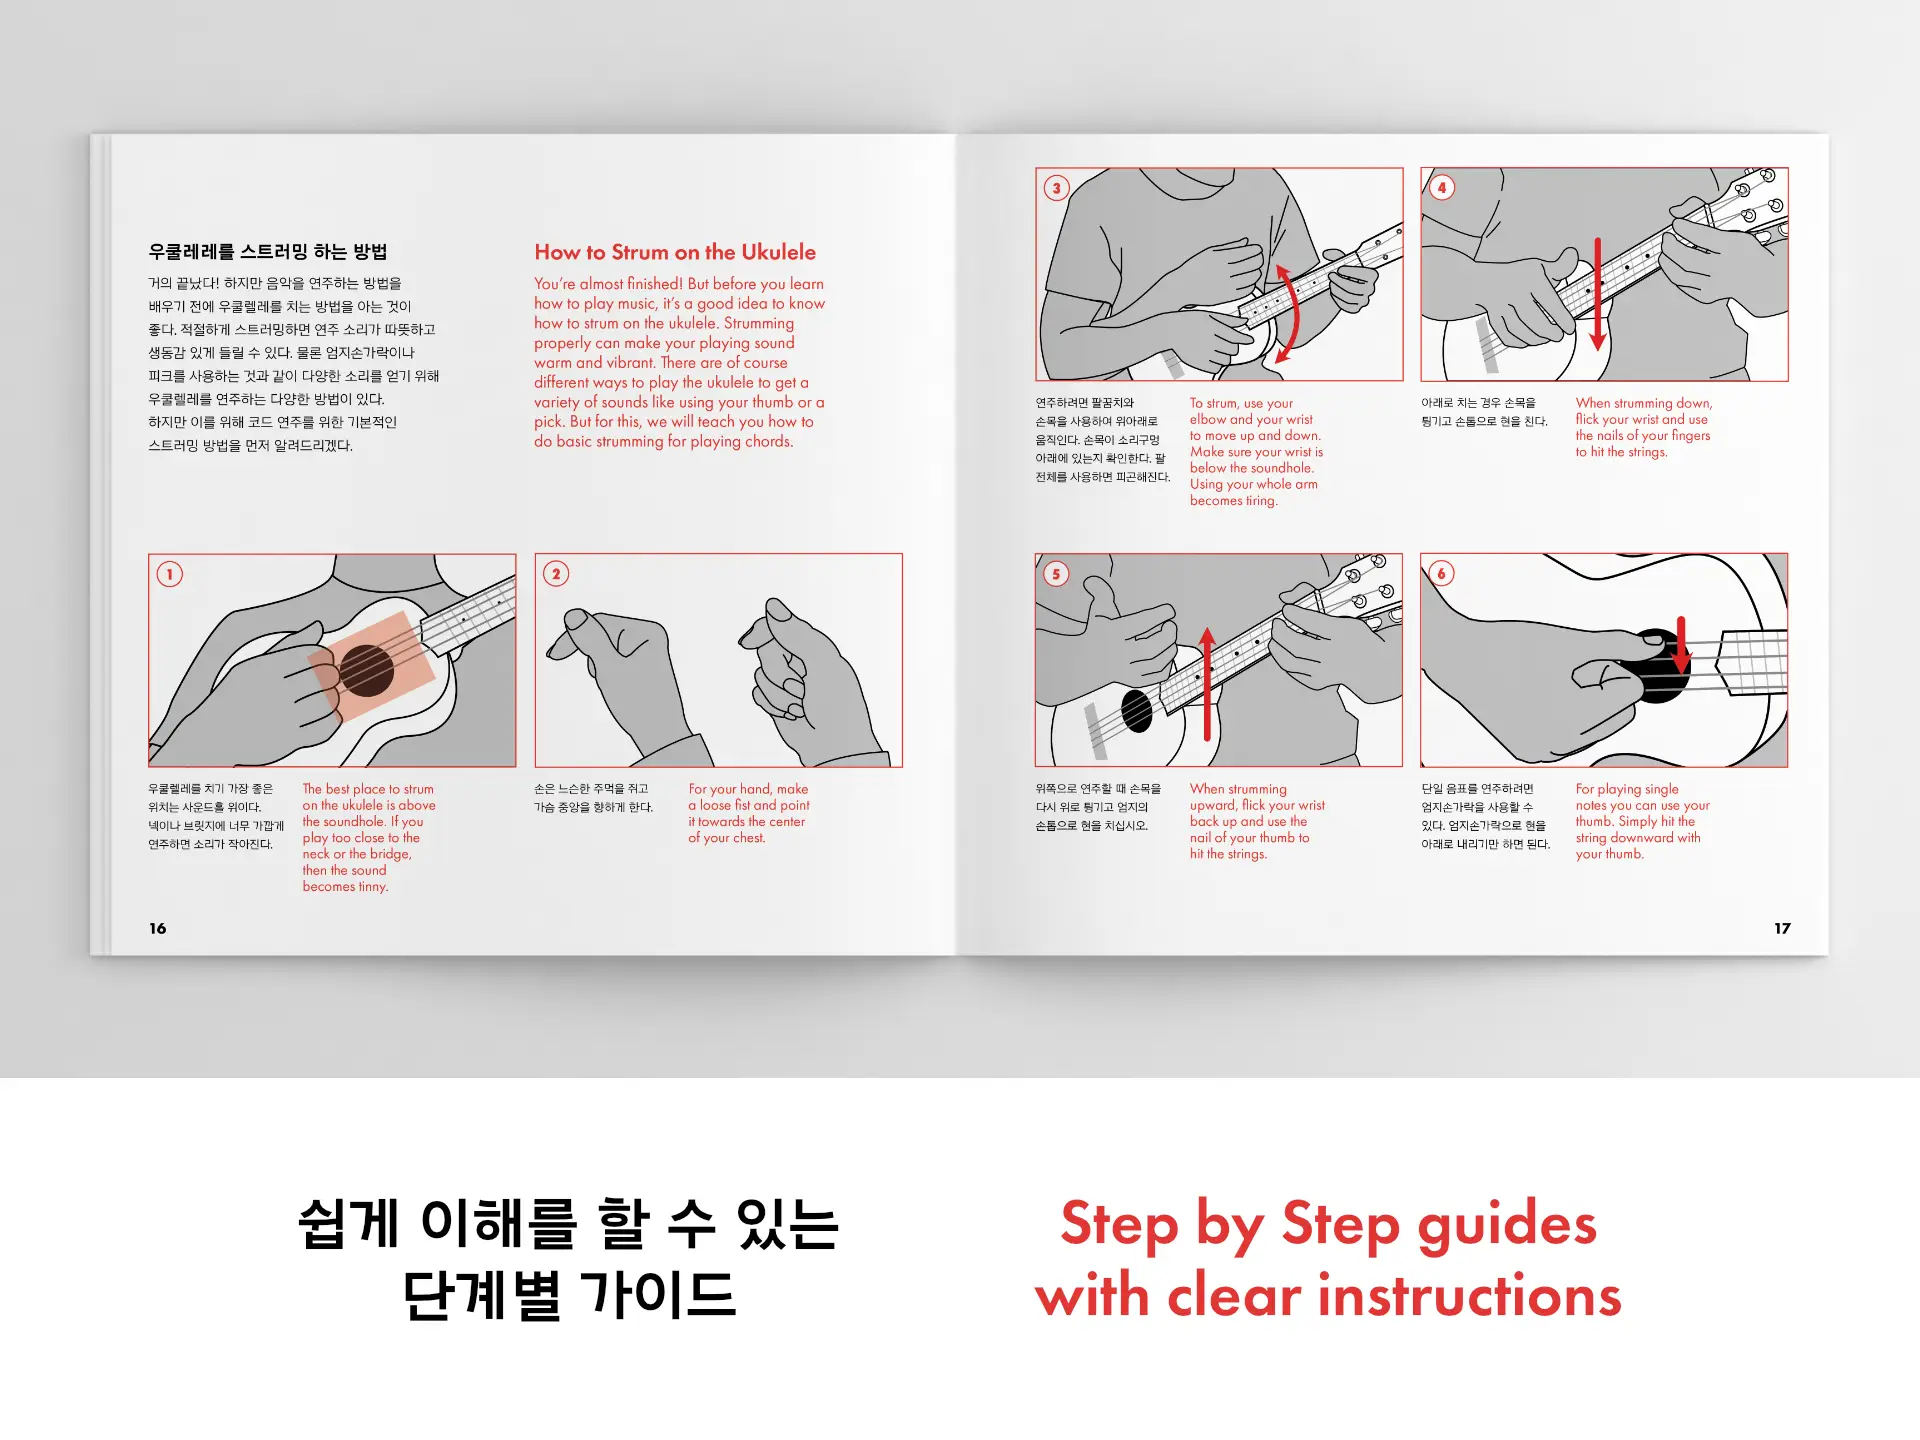 우쿨레레를 스트러밍 하는 방법
거의 끝났다! 하지만 음악을 연주하는 방법을
배우기 전에 우쿨렐레를 치는 방법을 아는 것이
좋다. 적절하게 스트러밍하면 연주 소리가 따뜻하고
생동감 있게 들릴 수 있다. 물론 엄지손가락이나
피크를 사용하는 것과 같이 다양한 소리를 얻기 위해
우쿨렐레를 연주하는 다양한 방법이 있다.
하지만 이를 위해 코드 연주를 위한 기본적인
스트러밍 방법을 먼저 알려드리겠다.
How to Strum on the Ukulele
You're almost finished! But before you learn
how to play music, it's a good idea to know
how to strum on the ukulele. Strumming
properly can make your playing sound
warm and vibrant. There are of course
different ways to play the ukulele to get a
variety of sounds like using your thumb or a
pick. But for this, we will teach you how to
do basic strumming for playing chords.
1
우쿨렐레를 치기 가장 좋은
위치는 사운드홀 위이다.
넥이나 브릿지에 너무 가깝게
연주하면 소리가 작아진다.
The best place to strum
on the ukulele is above
the soundhole. If you
play too close to the
neck or the bridge,
then the sound
becomes tinny.
2
손은 느슨한 주먹을 쥐고
가슴 중앙을 향하게 한다.
For your hand, make
a loose fist and point
it towards the center
of your chest.
16
3
연주하려면 팔꿈치와
손목을 사용하여 위아래로
움직인다. 손목이 소리구멍
아래에 있는지 확인한다. 팔
전체를 사용하면 피곤해진다.
To strum, use your
elbow and your wrist
to move up and down.
Make sure your wrist is
below the soundhole.
Using your whole arm
becomes tiring.
4
아래로 치는 경우 손목을
튕기고 손톱으로 현을 친다.
When strumming down,
flick your wrist and use
the nails of your fingers
to hit the strings.
5
위쪽으로 연주할 때 손목을
다시 위로 튕기고 엄지의
손톱으로 현을 치십시오.
When strumming
upward, flick your wrist
back up and use the
nail of your thumb to
hit the strings.
6
단일 음표를 연주하려면
엄지손가락을 사용할 수
있다. 엄지손가락으로 현을
아래로 내리기만 하면 된다.
For playing single
notes you can use your
thumb. Simply hit the
string downward with
your thumb.
17
쉽게 이해를 할 수 있는
단계별 가이드
Step by Step guides
with clear instructions